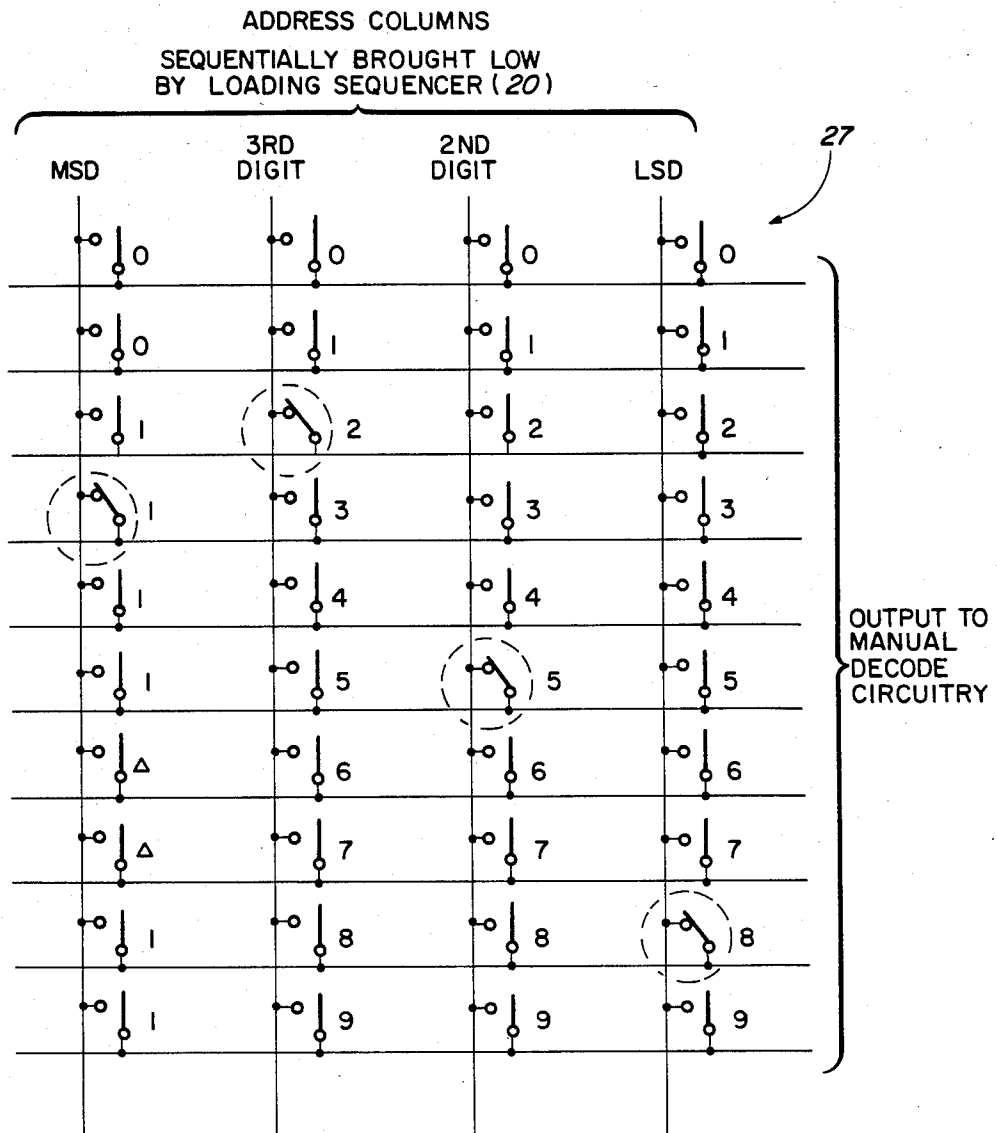 ADDRESS COLUMNS
SEQUENTIALLY BROUGHT LOW
BY LOADING SEQUENCER (20)
27
MSD 3RD DIGIT 2ND DIGIT LSD
0 0 0 0
0 1 1 1
1 2 2 2
1 3 3 3
1 4 4 4
1 5 5 5
Δ 6 6 6
Δ 7 7 7
1 8 8 8
1 9 9 9
OUTPUT TO
MANUAL
DECODE
CIRCUITRY